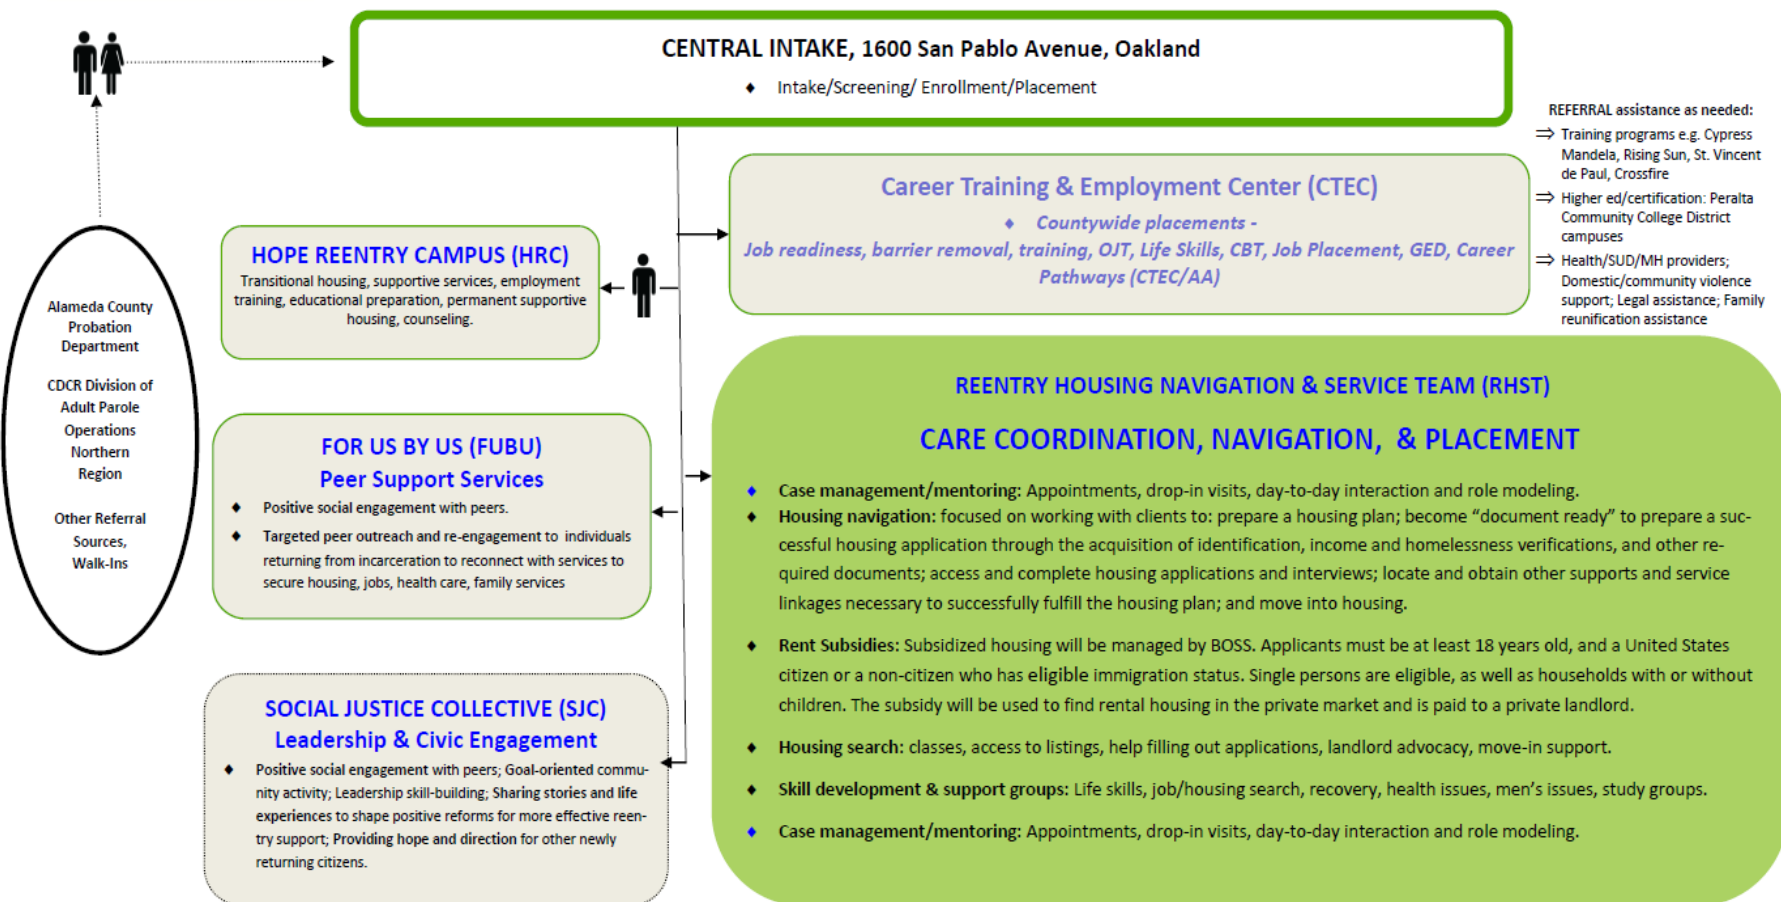 CENTRAL INTAKE, 1600 San Pablo Avenue, Oakland
♦ Intake/Screening/ Enrollment/Placement
REFERRAL assistance as needed:
⇒ Training programs e.g. Cypress
Mandela, Rising Sun, St. Vincent
de Paul, Crossfire
⇒ Higher ed/certification: Peralta
Community College District
campuses
⇒ Health/SUD/MH providers;
Domestic/community violence
support; Legal assistance; Family
reunification assistance
Career Training & Employment Center (CTEC)
♦ Countywide placements -
Job readiness, barrier removal, training, OJT, Life Skills, CBT, Job Placement, GED, Career
Pathways (CTEC/AA)
HOPE REENTRY CAMPUS (HRC)
Transitional housing, supportive services, employment
training, educational preparation, permanent supportive
housing, counseling.
Alameda County
Probation
Department
CDCR Division of
Adult Parole
Operations
Northern
Region
Other Referral
Sources,
Walk-Ins
FOR US BY US (FUBU)
Peer Support Services
♦ Positive social engagement with peers.
♦ Targeted peer outreach and re-engagement to individuals
returning from incarceration to reconnect with services to
secure housing, jobs, health care, family services
SOCIAL JUSTICE COLLECTIVE (SJC)
Leadership & Civic Engagement
♦ Positive social engagement with peers; Goal-oriented commu-
nity activity; Leadership skill-building; Sharing stories and life
experiences to shape positive reforms for more effective reen-
try support; Providing hope and direction for other newly
returning citizens.
REENTRY HOUSING NAVIGATION & SERVICE TEAM (RHST)
CARE COORDINATION, NAVIGATION, & PLACEMENT
♦ Case management/mentoring: Appointments, drop-in visits, day-to-day interaction and role modeling.
♦ Housing navigation: focused on working with clients to: prepare a housing plan; become “document ready” to prepare a suc-
cessful housing application through the acquisition of identification, income and homelessness verifications, and other re-
quired documents; access and complete housing applications and interviews; locate and obtain other supports and service
linkages necessary to successfully fulfill the housing plan; and move into housing.
♦ Rent Subsidies: Subsidized housing will be managed by BOSS. Applicants must be at least 18 years old, and a United States
citizen or a non-citizen who has eligible immigration status. Single persons are eligible, as well as households with or without
children. The subsidy will be used to find rental housing in the private market and is paid to a private landlord.
♦ Housing search: classes, access to listings, help filling out applications, landlord advocacy, move-in support.
♦ Skill development & support groups: Life skills, job/housing search, recovery, health issues, men’s issues, study groups.
♦ Case management/mentoring: Appointments, drop-in visits, day-to-day interaction and role modeling.